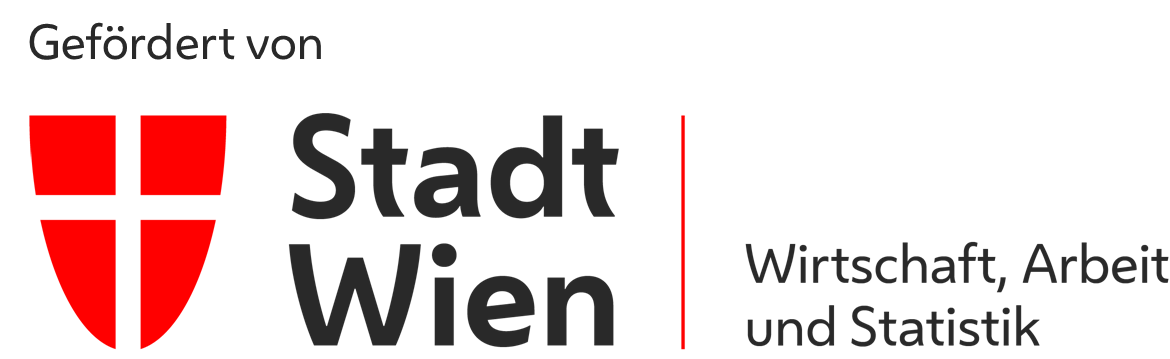 Gefördert von
Stadt
Wien
Wirtschaft, Arbeit
und Statistik